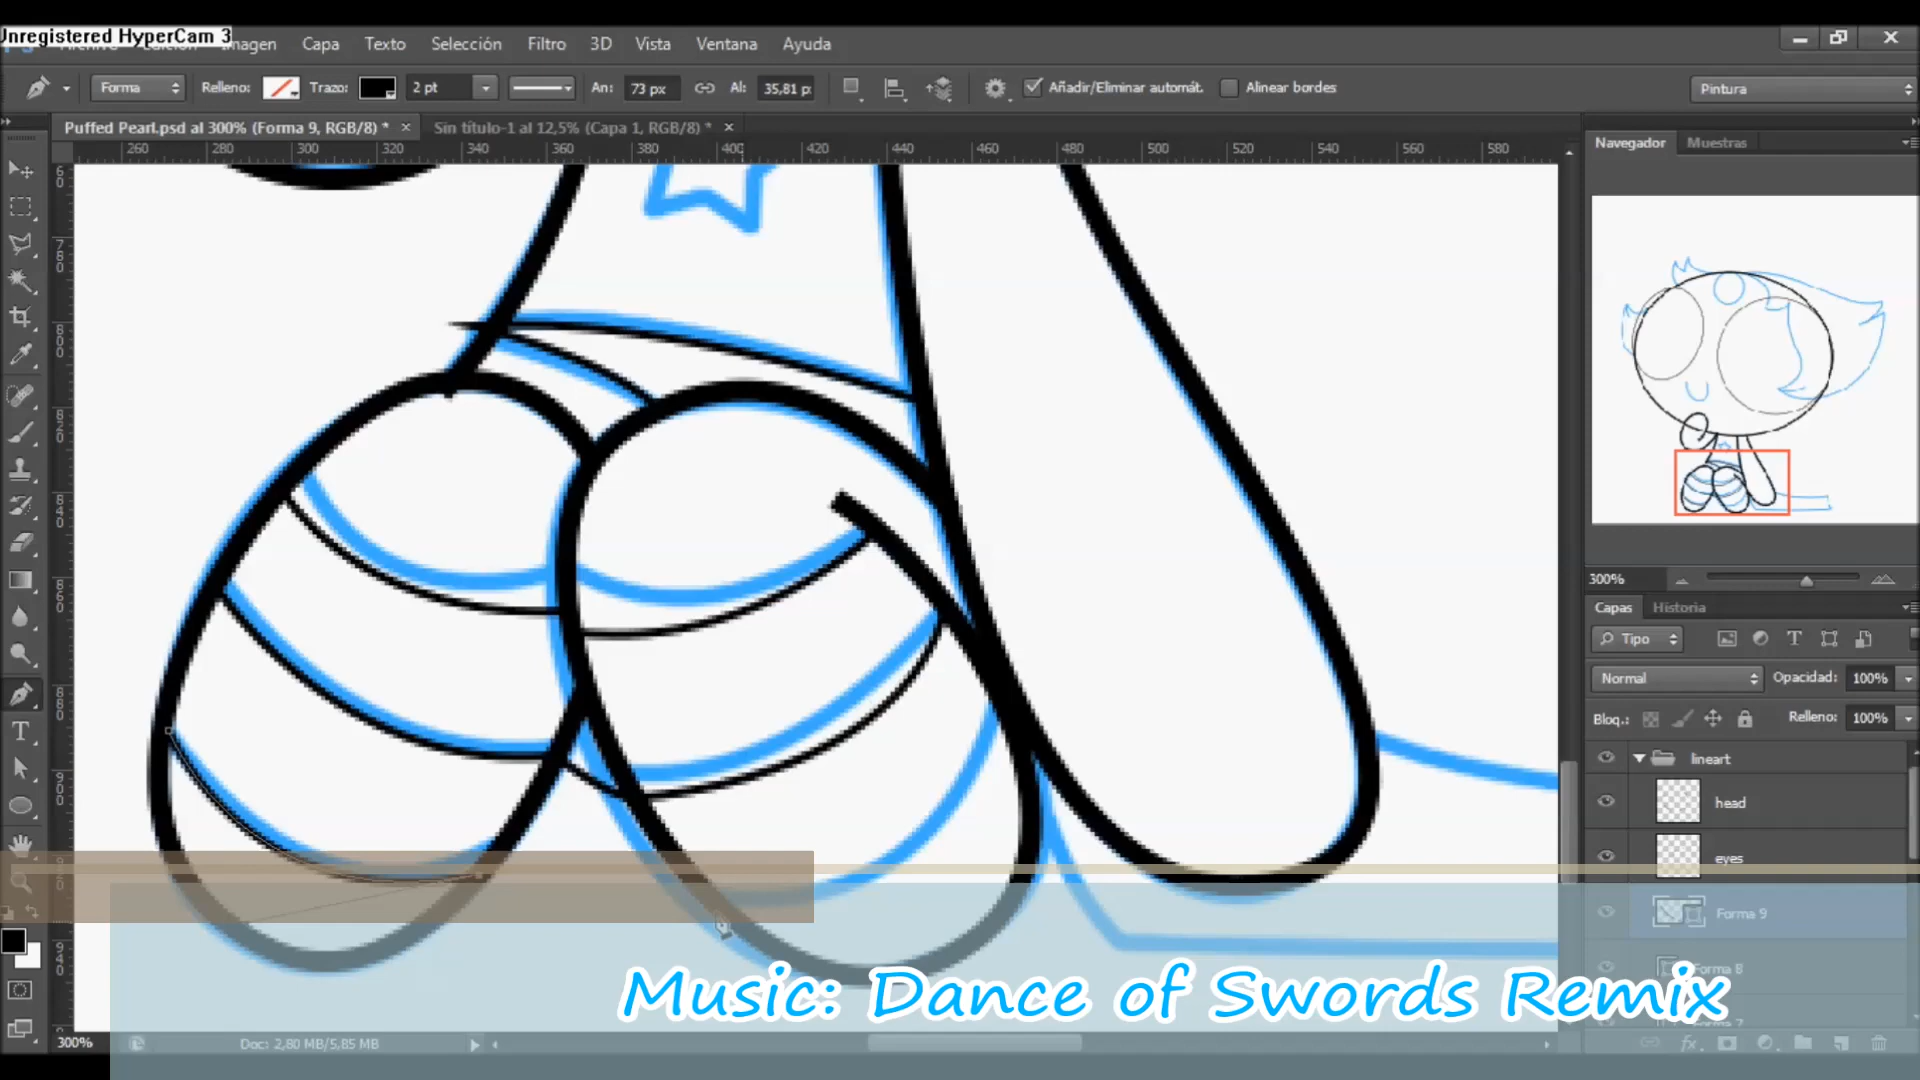 Unregistered HyperCam 3
Imagen Capa Texto Selección Filtro 3D Vista Ventana Ayuda
Forma Relleno: Trazo: 2 pt An: 73 px Al: 35,81 p Añadir/Eliminar automát. Alinear bordes Pintura
Puffed Pearl.psd al 300% (Forma 9, RGB/8) * × Sin título-1 al 12,5% (Capa 1, RGB/8) * ×
260 280 300 320 340 360 380 400 420 440 460 480 500 520 540 560 580
Navegador Muestras
300%
Capas Historia
Tipo
Normal Opacidad: 100%
Bloq.: Relleno: 100%
lineart
head
eyes
Forma 9
Forma 8
Music: Dance of Swords Remix
300% Doc: 2,80 MB/5,85 MB